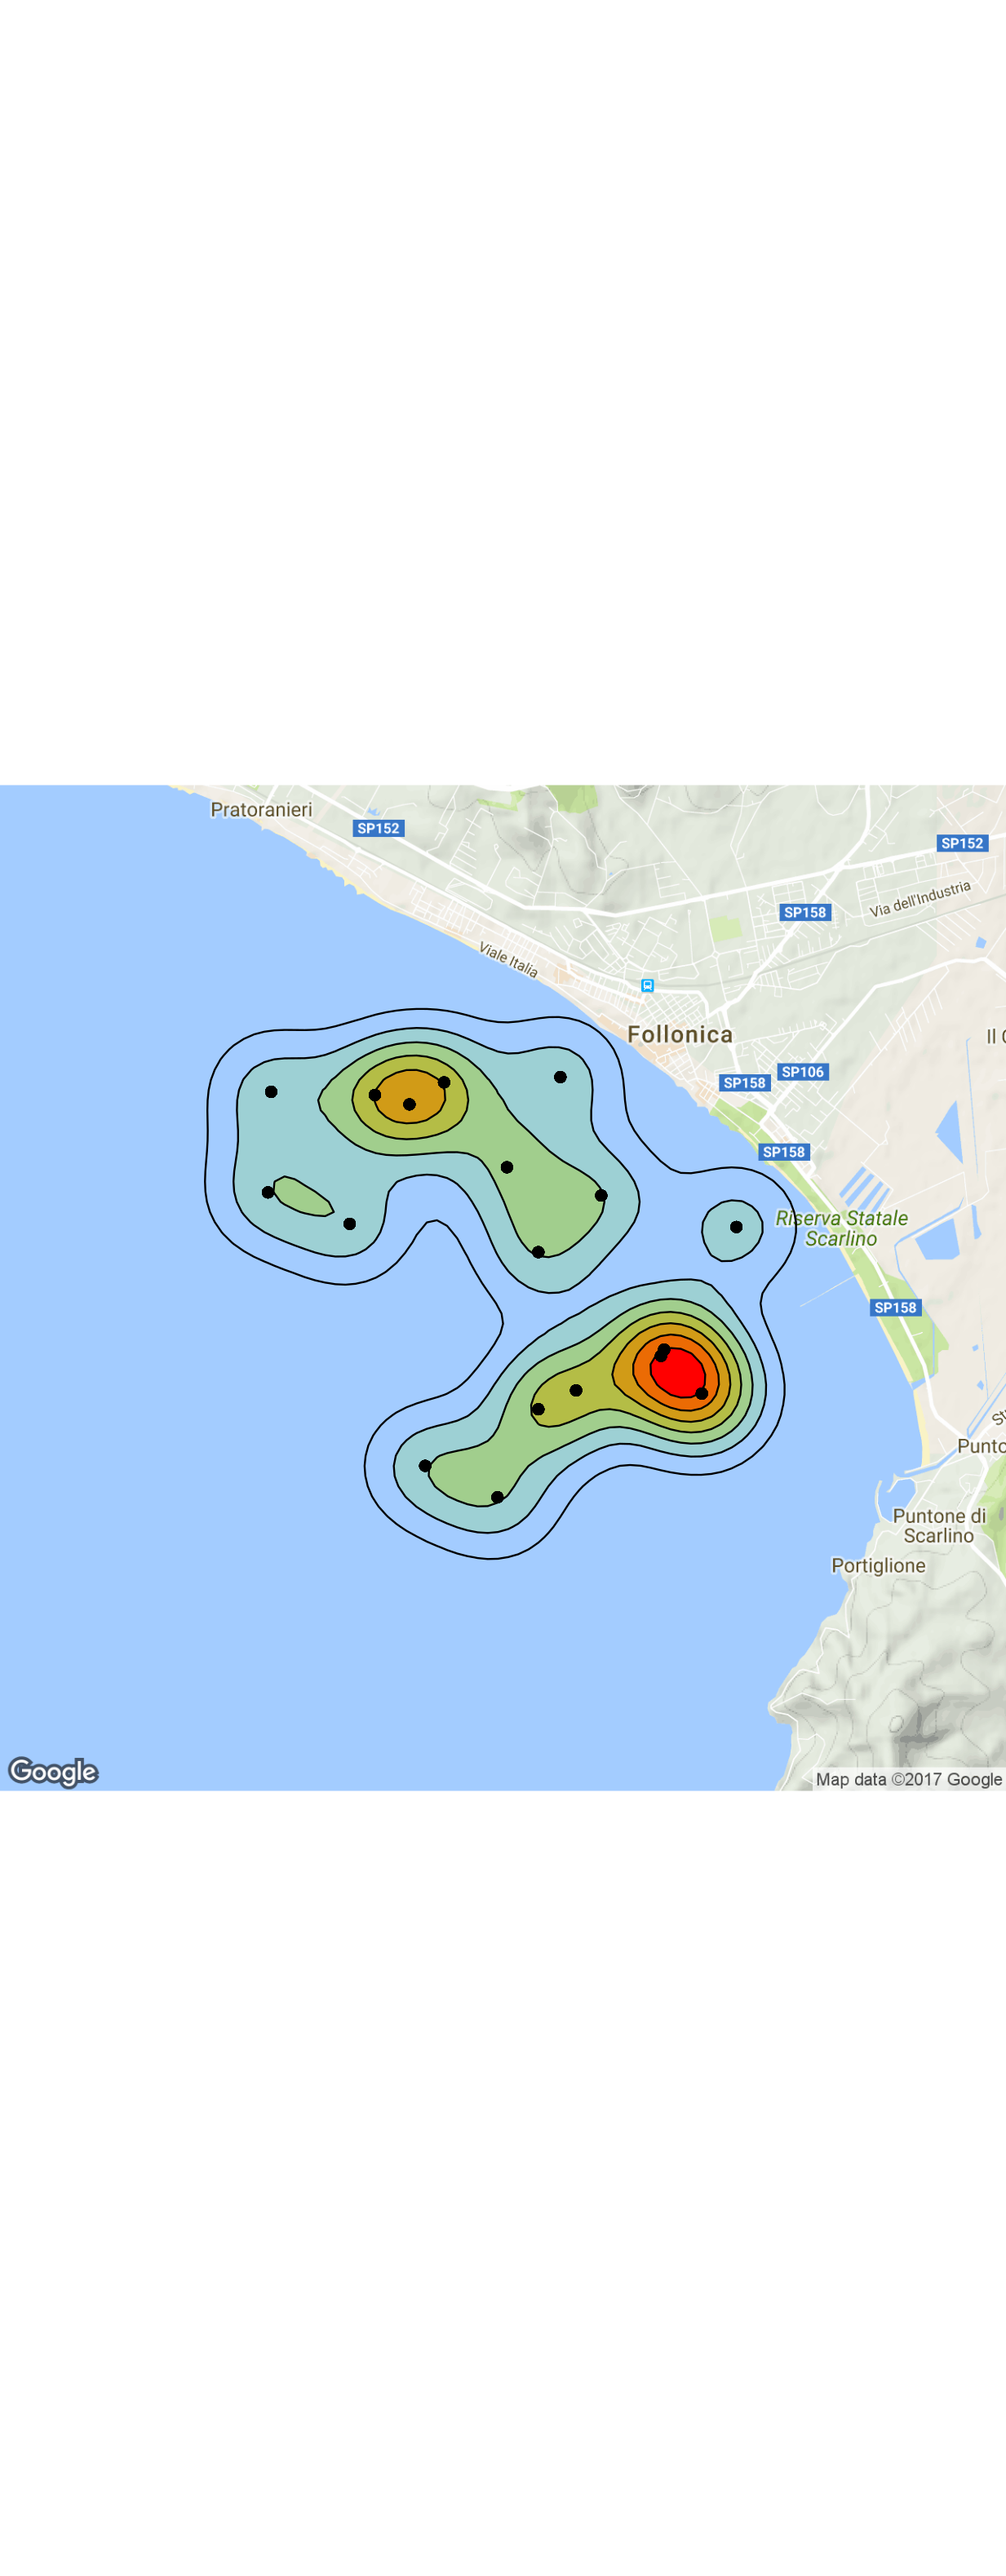 Pratoranieri
SP152
SP152
Via dell'Industria
SP158
Viale Italia
Follonica
Il
SP106
SP158
SP158
Riserva Statale
Scarlino
SP158
Punto
Puntone di
Scarlino
Portiglione
Google
Map data ©2017 Google